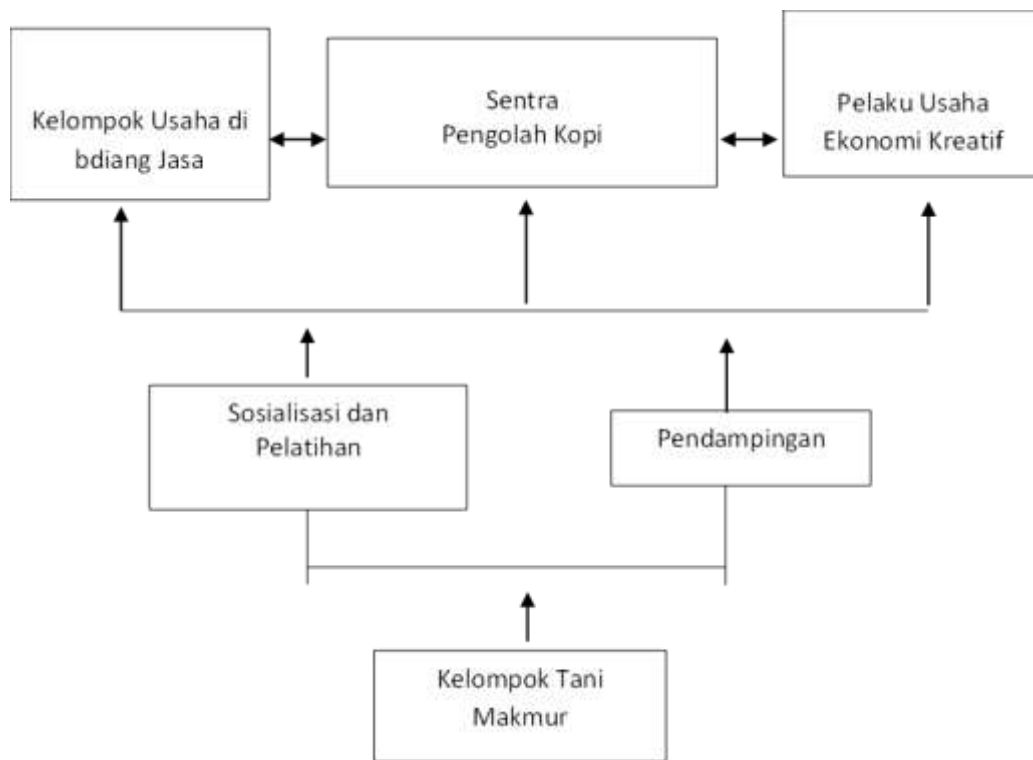 Kelompok Usaha di
bdiang Jasa
Sentra
Pengolah Kopi
Pelaku Usaha
Ekonomi Kreatif
Sosialisasi dan
Pelatihan
Pendampingan
Kelompok Tani
Makmur